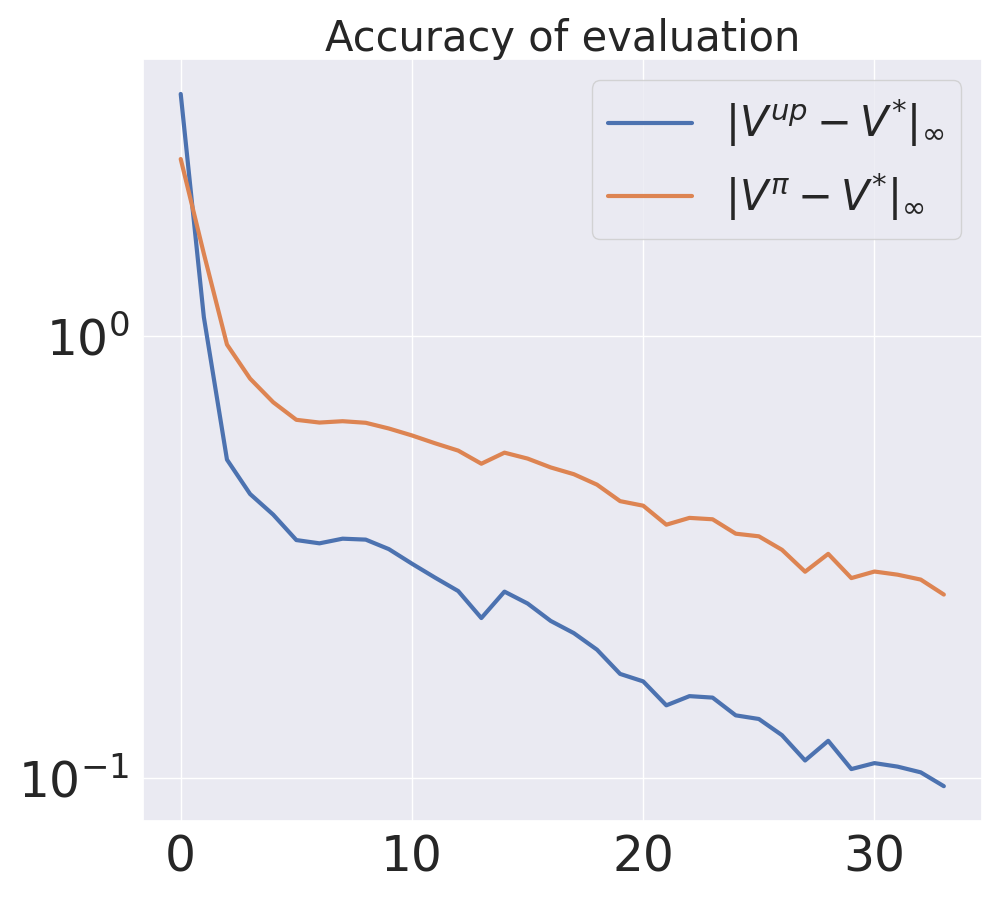 Accuracy of evaluation
|V^{up} − V^*|_∞
|V^π − V^*|_∞
10^0
10^{−1}
0 10 20 30